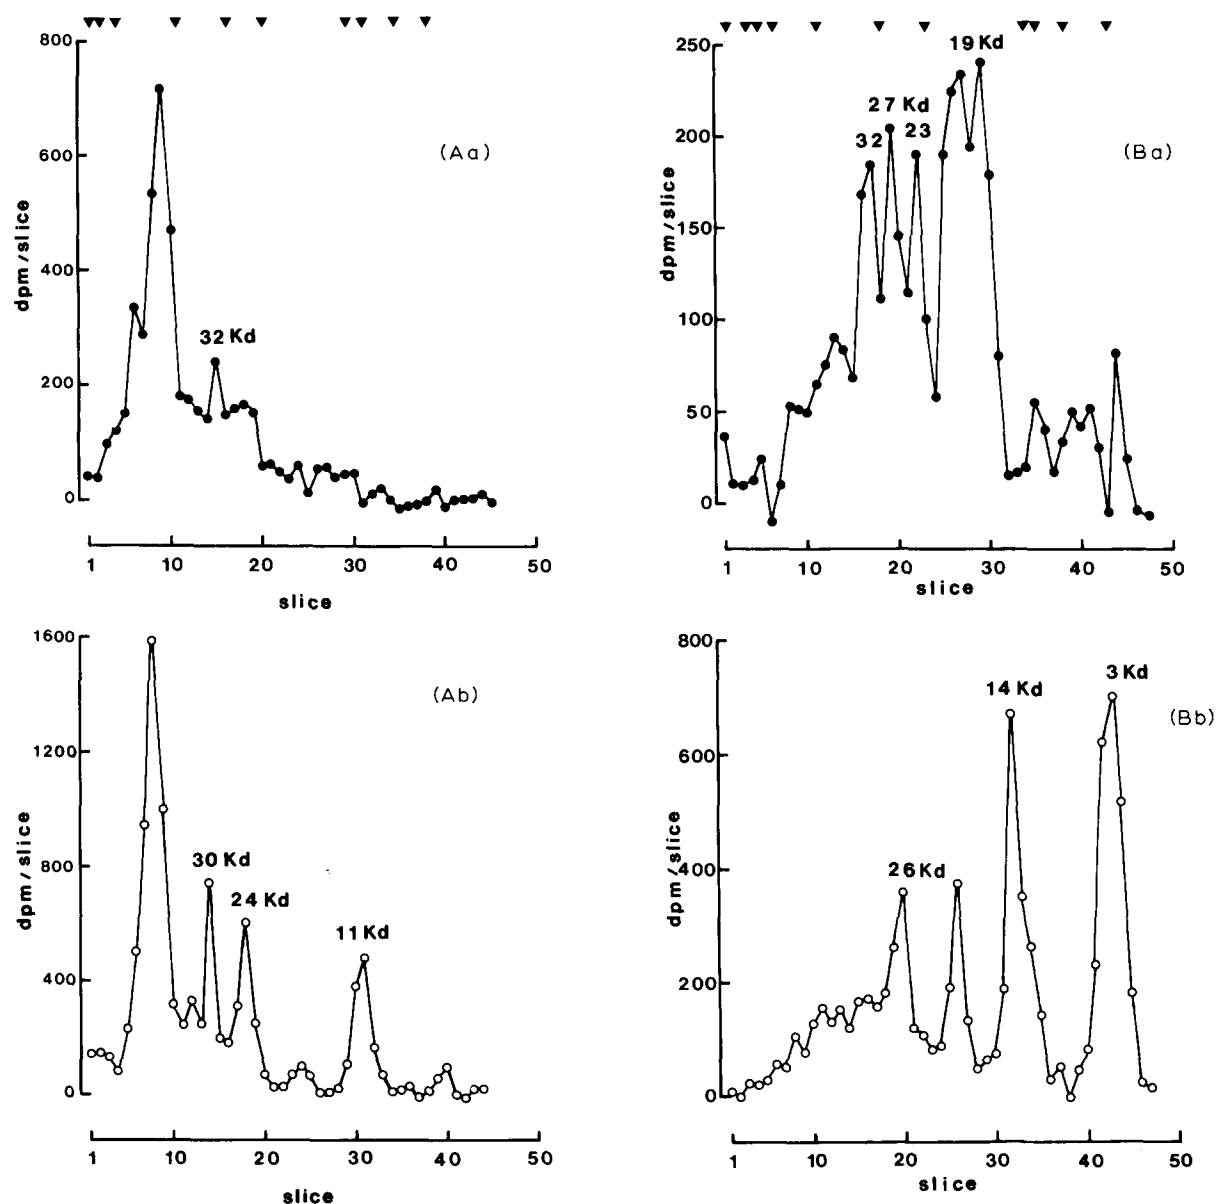 800
600
400
200
0
dpm/slice
32 Kd
(Aa)
1 10 20 30 40 50
slice
250
200
150
100
50
0
dpm/slice
19 Kd
27 Kd
32 23
(Ba)
1 10 20 30 40 50
slice
1600
1200
800
400
0
dpm/slice
30 Kd
24 Kd
11 Kd
(Ab)
1 10 20 30 40 50
slice
800
600
400
200
0
dpm/slice
26 Kd
14 Kd
3 Kd
(Bb)
1 10 20 30 40 50
slice